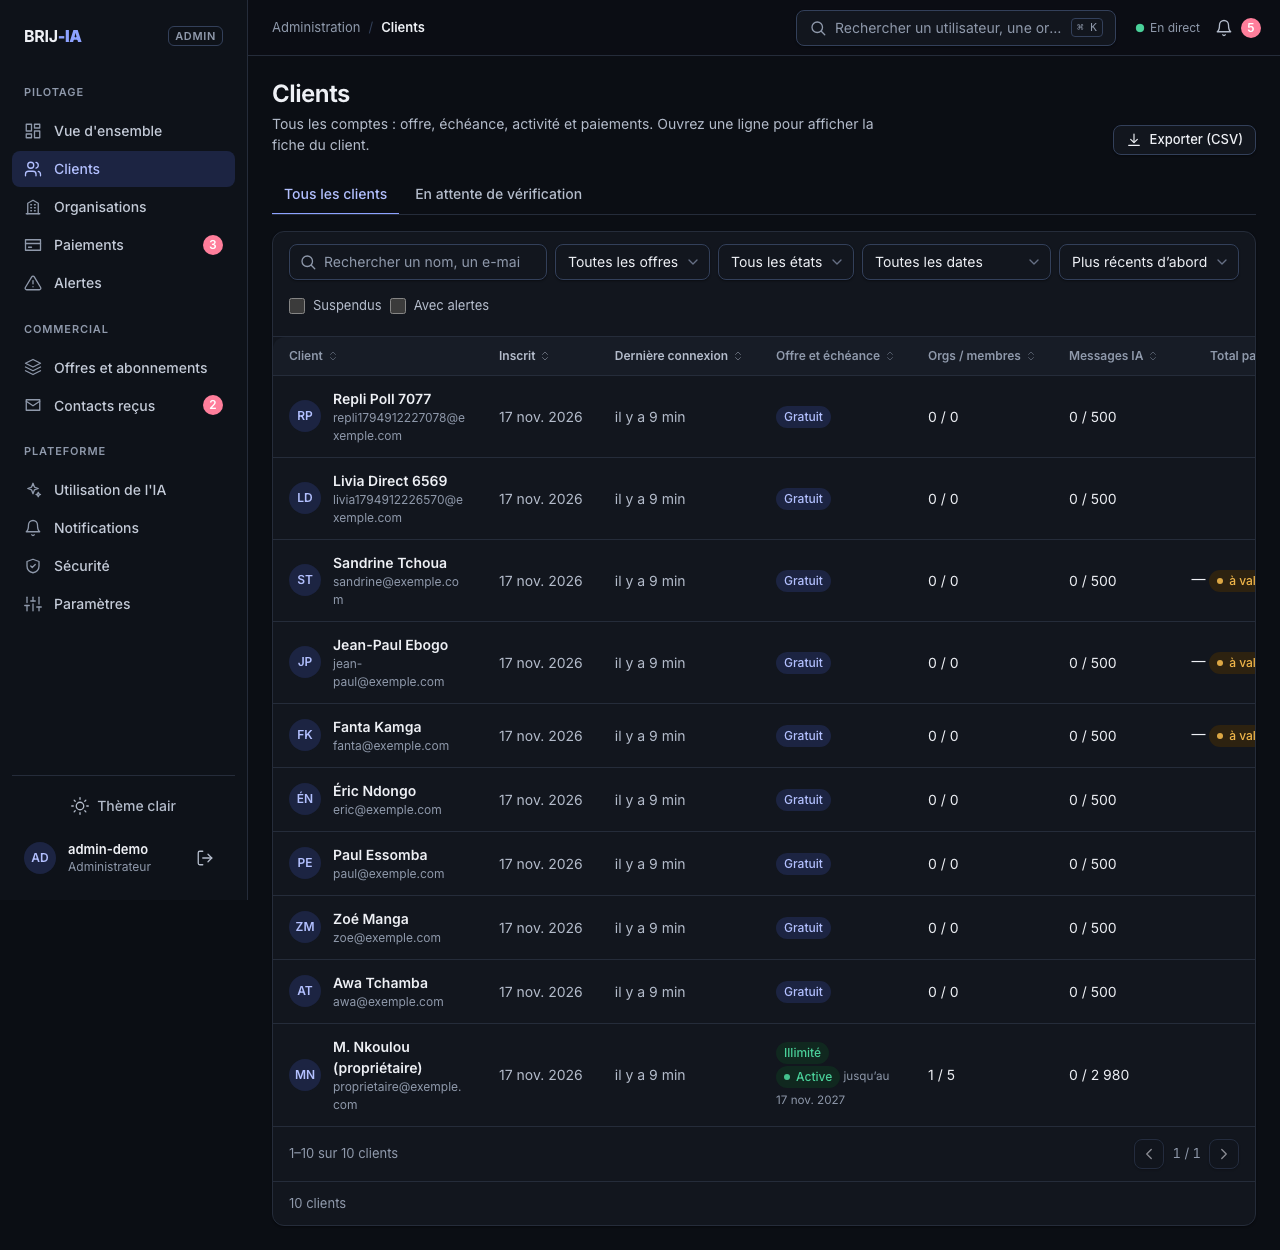 BRIJ-IA
ADMIN
PILOTAGE
Vue d'ensemble
Clients
Organisations
Paiements
3
Alertes
COMMERCIAL
Offres et abonnements
Contacts reçus
2
PLATEFORME
Utilisation de l'IA
Notifications
Sécurité
Paramètres
Thème clair
AD
admin-demo
Administrateur
Administration / Clients
Rechercher un utilisateur, une or…
⌘ K
En direct
5
Clients
Tous les comptes : offre, échéance, activité et paiements. Ouvrez une ligne pour afficher la
fiche du client.
Exporter (CSV)
Tous les clients
En attente de vérification
Rechercher un nom, un e-mai
Toutes les offres
Tous les états
Toutes les dates
Plus récents d’abord
Suspendus
Avec alertes
Client
Inscrit
Dernière connexion
Offre et échéance
Orgs / membres
Messages IA
Total pa
RP
Repli Poll 7077
repli1794912227078@e
xemple.com
17 nov. 2026
il y a 9 min
Gratuit
0 / 0
0 / 500
LD
Livia Direct 6569
livia1794912226570@e
xemple.com
17 nov. 2026
il y a 9 min
Gratuit
0 / 0
0 / 500
ST
Sandrine Tchoua
sandrine@exemple.co
m
17 nov. 2026
il y a 9 min
Gratuit
0 / 0
0 / 500
— à val
JP
Jean-Paul Ebogo
jean-
paul@exemple.com
17 nov. 2026
il y a 9 min
Gratuit
0 / 0
0 / 500
— à val
FK
Fanta Kamga
fanta@exemple.com
17 nov. 2026
il y a 9 min
Gratuit
0 / 0
0 / 500
— à val
ÉN
Éric Ndongo
eric@exemple.com
17 nov. 2026
il y a 9 min
Gratuit
0 / 0
0 / 500
PE
Paul Essomba
paul@exemple.com
17 nov. 2026
il y a 9 min
Gratuit
0 / 0
0 / 500
ZM
Zoé Manga
zoe@exemple.com
17 nov. 2026
il y a 9 min
Gratuit
0 / 0
0 / 500
AT
Awa Tchamba
awa@exemple.com
17 nov. 2026
il y a 9 min
Gratuit
0 / 0
0 / 500
MN
M. Nkoulou
(propriétaire)
proprietaire@exemple.
com
17 nov. 2026
il y a 9 min
Illimité
Active jusqu’au
17 nov. 2027
1 / 5
0 / 2 980
1–10 sur 10 clients
1 / 1
10 clients